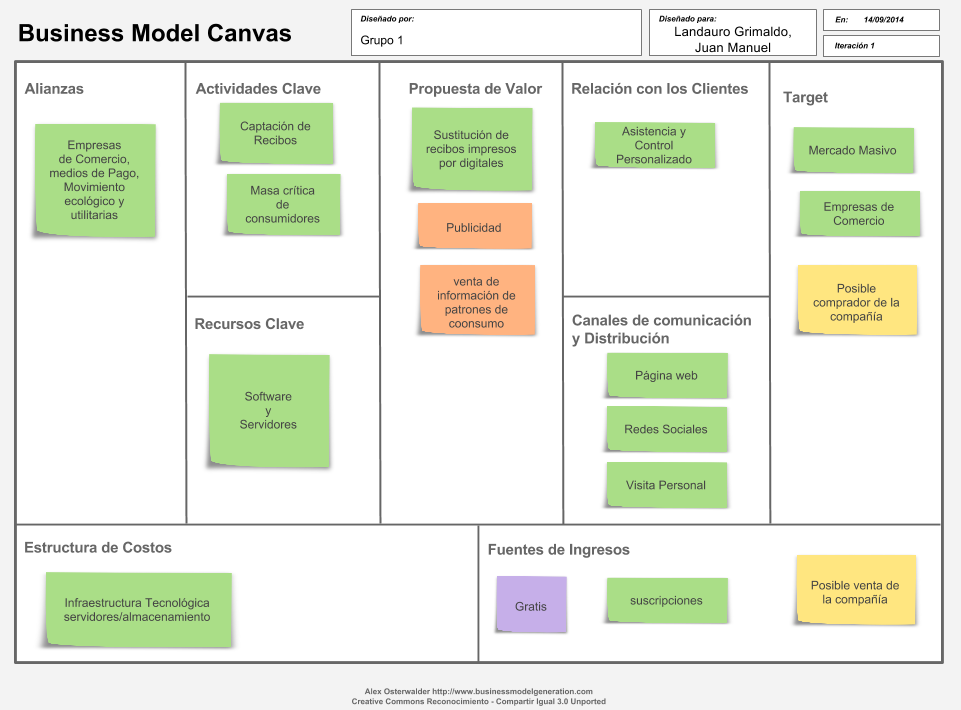 Business Model Canvas
Diseñado por:
Grupo 1
Diseñado para:
Landauro Grimaldo,
Juan Manuel
En: 14/09/2014
Iteración 1
Alianzas
Empresas
de Comercio,
medios de Pago,
Movimiento
ecológico y
utilitarias
Actividades Clave
Captación de
Recibos
Masa crítica
de
consumidores
Recursos Clave
Software
y
Servidores
Propuesta de Valor
Sustitución de
recibos impresos
por digitales
Publicidad
venta de
información de
patrones de
coonsumo
Relación con los Clientes
Asistencia y
Control
Personalizado
Canales de comunicación
y Distribución
Página web
Redes Sociales
Visita Personal
Target
Mercado Masivo
Empresas de
Comercio
Posible
comprador de la
compañía
Estructura de Costos
Infraestructura Tecnológica
servidores/almacenamiento
Fuentes de Ingresos
Gratis
suscripciones
Posible venta de
la compañía
Alex Osterwalder http://www.businessmodelgeneration.com
Creative Commons Reconocimiento - Compartir Igual 3.0 Unported